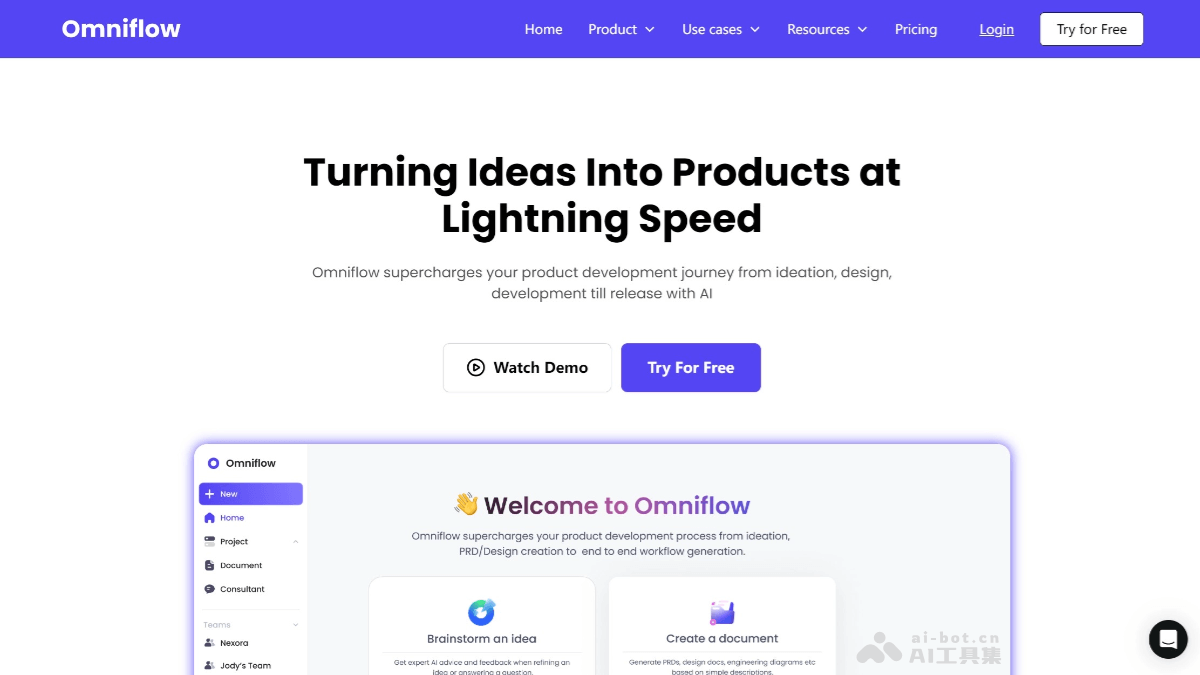 Omniflow
Home Product Use cases Resources Pricing Login Try for Free
Turning Ideas Into Products at
Lightning Speed
Omniflow supercharges your product development journey from ideation, design,
development till release with AI
Watch Demo Try For Free
Omniflow
New
Home
Project
Document
Consultant
Teams
Nexora
Jody's Team
👋 Welcome to Omniflow
Omniflow supercharges your product development process from ideation,
PRD/Design creation to end to end workflow generation.
Brainstorm an idea
Get expert AI advice and feedback when refining an
idea or answering a question.
Create a document
Generate PRDs, design docs, engineering diagrams etc
based on simple descriptions.
ai-bot.cn
AI工具集